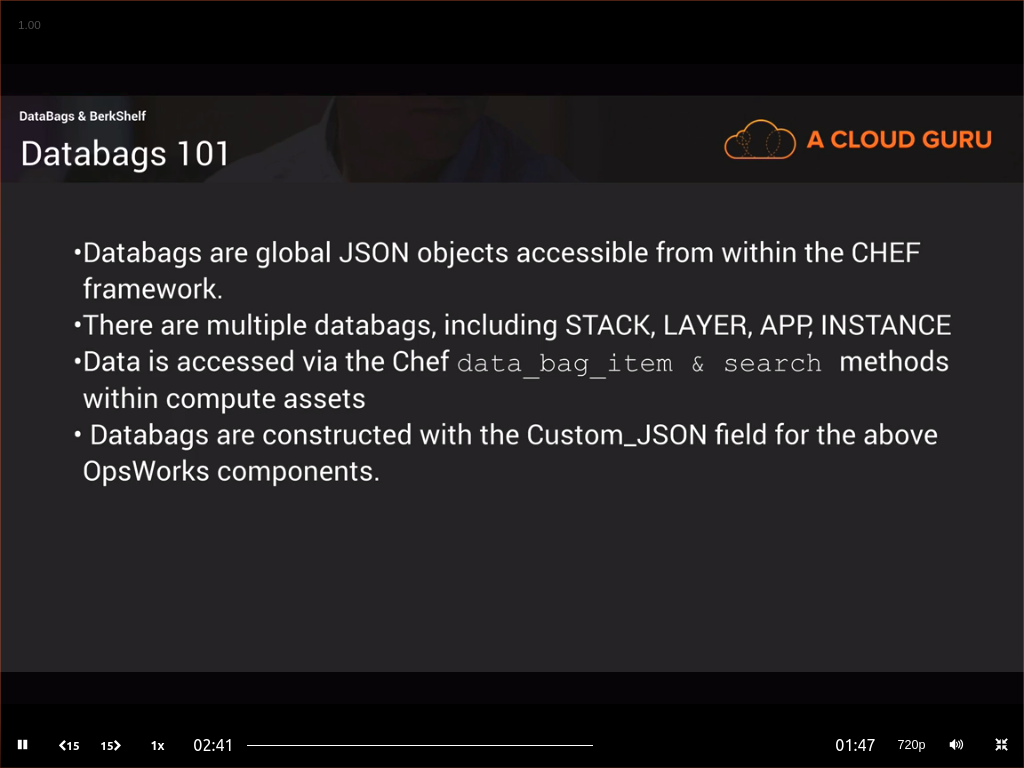 1.00
DataBags & BerkShelf
Databags 101
A CLOUD GURU
•Databags are global JSON objects accessible from within the CHEF
framework.
•There are multiple databags, including STACK, LAYER, APP, INSTANCE
•Data is accessed via the Chef data_bag_item & search methods
within compute assets
• Databags are constructed with the Custom_JSON field for the above
OpsWorks components.
15 15 1x 02:41 01:47 720p